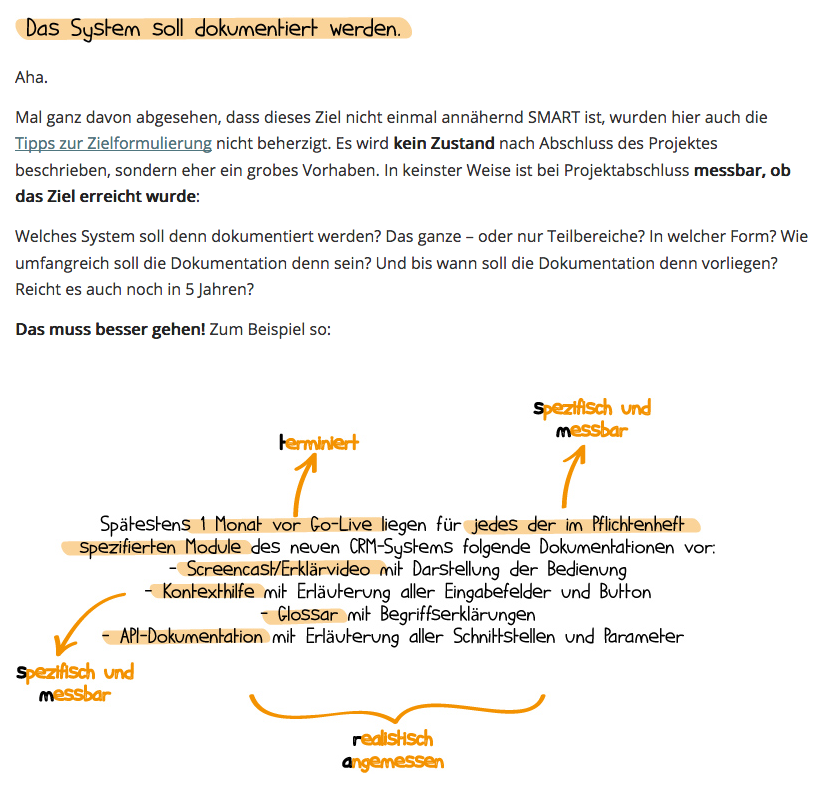 Das System soll dokumentiert werden.
Aha.
Mal ganz davon abgesehen, dass dieses Ziel nicht einmal annähernd SMART ist, wurden hier auch die
Tipps zur Zielformulierung nicht beherzigt. Es wird kein Zustand nach Abschluss des Projektes
beschrieben, sondern eher ein grobes Vorhaben. In keinster Weise ist bei Projektabschluss messbar, ob
das Ziel erreicht wurde:
Welches System soll denn dokumentiert werden? Das ganze – oder nur Teilbereiche? In welcher Form? Wie
umfangreich soll die Dokumentation denn sein? Und bis wann soll die Dokumentation denn vorliegen?
Reicht es auch noch in 5 Jahren?
Das muss besser gehen! Zum Beispiel so:
spezifisch und
messbar
terminiert
Spätestens 1 Monat vor Go-Live liegen für jedes der im Pflichtenheft
spezifierten Module des neuen CRM-Systems folgende Dokumentationen vor:
- Screencast/Erklärvideo mit Darstellung der Bedienung
- Kontexthilfe mit Erläuterung aller Eingabefelder und Button
- Glossar mit Begriffserklärungen
- API-Dokumentation mit Erläuterung aller Schnittstellen und Parameter
spezifisch und
messbar
realistisch
angemessen